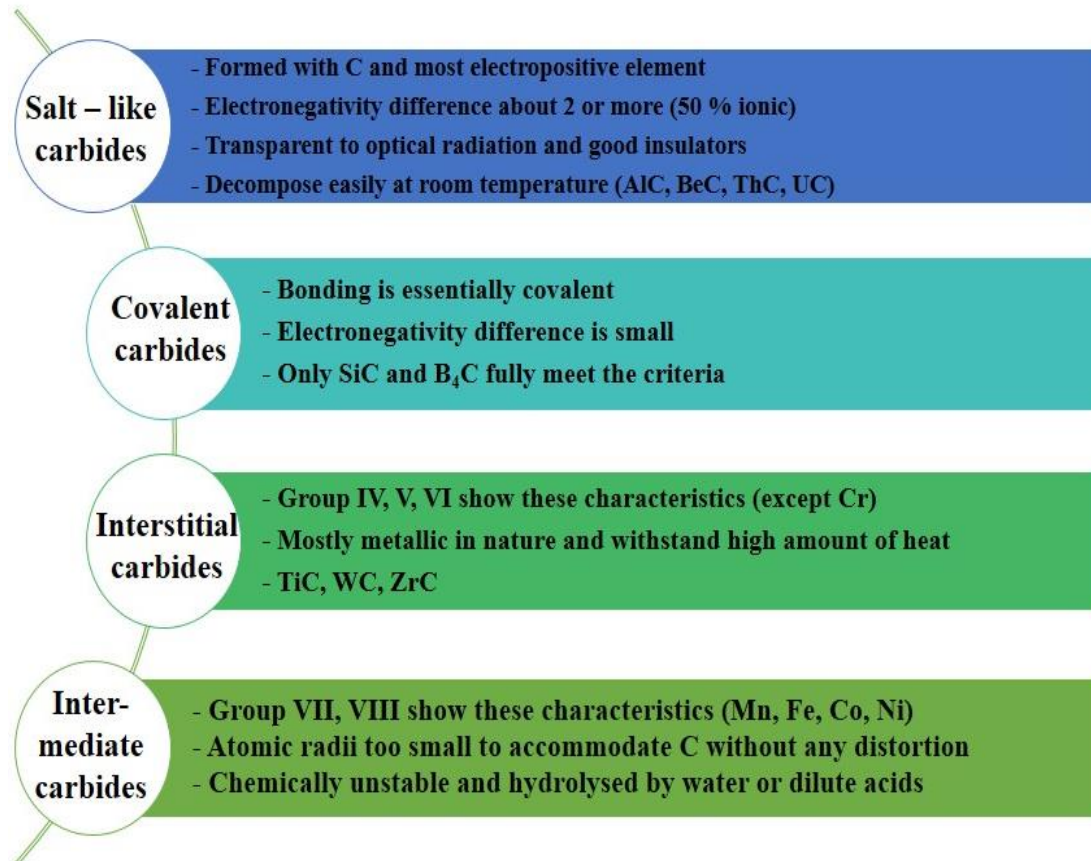 Salt – like
carbides
- Formed with C and most electropositive element
- Electronegativity difference about 2 or more (50 % ionic)
- Transparent to optical radiation and good insulators
- Decompose easily at room temperature (AlC, BeC, ThC, UC)
Covalent
carbides
- Bonding is essentially covalent
- Electronegativity difference is small
- Only SiC and B₄C fully meet the criteria
Interstitial
carbides
- Group IV, V, VI show these characteristics (except Cr)
- Mostly metallic in nature and withstand high amount of heat
- TiC, WC, ZrC
Inter-
mediate
carbides
- Group VII, VIII show these characteristics (Mn, Fe, Co, Ni)
- Atomic radii too small to accommodate C without any distortion
- Chemically unstable and hydrolysed by water or dilute acids